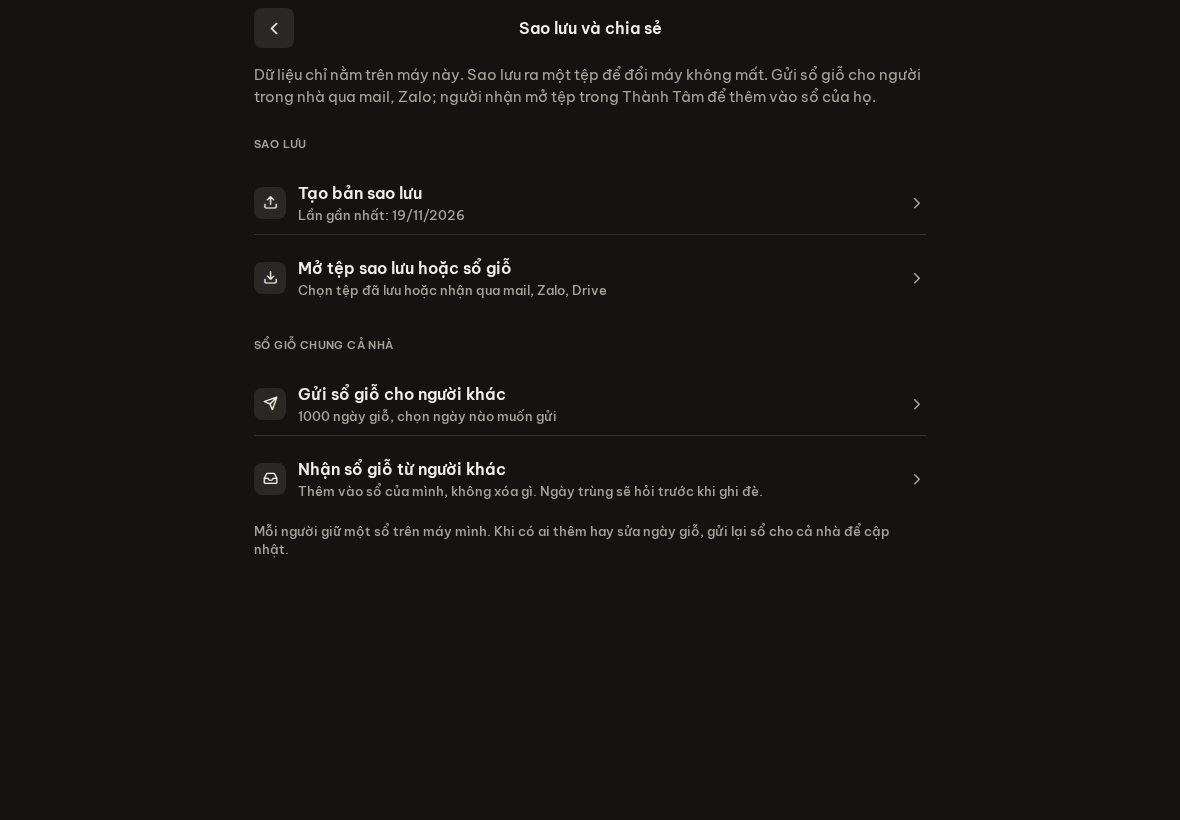 Sao lưu và chia sẻ
Dữ liệu chỉ nằm trên máy này. Sao lưu ra một tệp để đổi máy không mất. Gửi sổ giỗ cho người
trong nhà qua mail, Zalo; người nhận mở tệp trong Thành Tâm để thêm vào sổ của họ.
SAO LƯU
Tạo bản sao lưu
Lần gần nhất: 19/11/2026
Mở tệp sao lưu hoặc sổ giỗ
Chọn tệp đã lưu hoặc nhận qua mail, Zalo, Drive
SỔ GIỖ CHUNG CẢ NHÀ
Gửi sổ giỗ cho người khác
1000 ngày giỗ, chọn ngày nào muốn gửi
Nhận sổ giỗ từ người khác
Thêm vào sổ của mình, không xóa gì. Ngày trùng sẽ hỏi trước khi ghi đè.
Mỗi người giữ một sổ trên máy mình. Khi có ai thêm hay sửa ngày giỗ, gửi lại sổ cho cả nhà để cập
nhật.